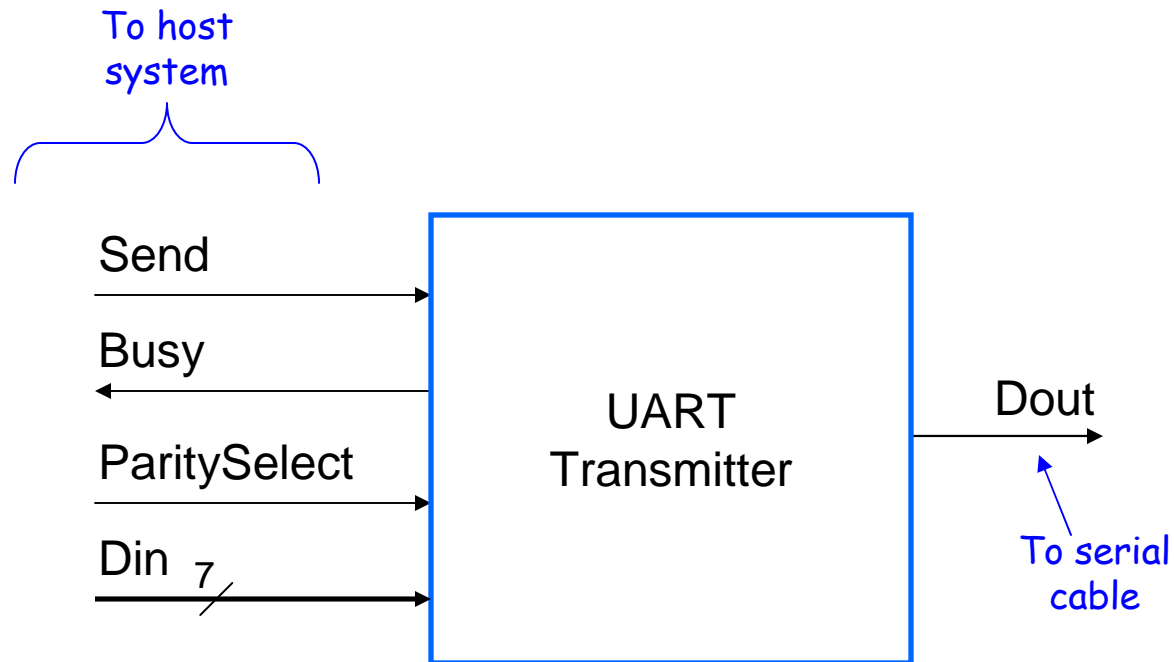 To host
system
Send
Busy
ParitySelect
Din 7
UART
Transmitter
Dout
To serial
cable